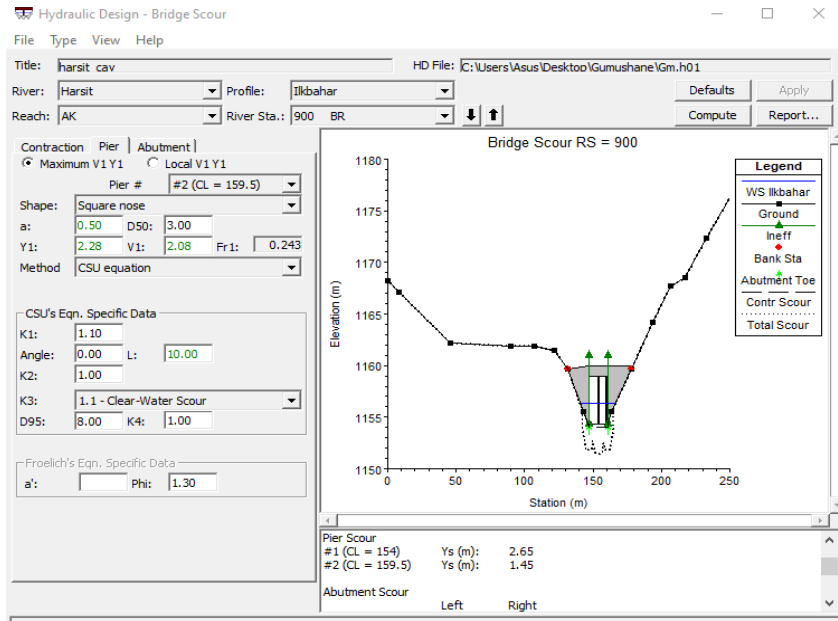 Hydraulic Design - Bridge Scour
File Type View Help
Title: harsit cav HD File: C:\Users\Asus\Desktop\Gumushane\Gm.h01
River: Harsit Profile: Ilkbahar Defaults Apply
Reach: AK River Sta.: 900 BR Compute Report...
Contraction Pier Abutment
Maximum V1 Y1 Local V1 Y1
Pier # #2 (CL = 159.5)
Shape: Square nose
a: 0.50 D50: 3.00
Y1: 2.28 V1: 2.08 Fr1: 0.243
Method CSU equation
CSU's Eqn. Specific Data
K1: 1.10
Angle: 0.00 L: 10.00
K2: 1.00
K3: 1.1 - Clear-Water Scour
D95: 8.00 K4: 1.00
Froelich's Eqn. Specific Data
a': Phi: 1.30
Bridge Scour RS = 900
Elevation (m)
1180
1175
1170
1165
1160
1155
1150
0 50 100 150 200 250
Station (m)
Legend
WS Ilkbahar
Ground
Ineff
Bank Sta
Abutment Toe
Contr Scour
Total Scour
Pier Scour
#1 (CL = 154) Ys (m): 2.65
#2 (CL = 159.5) Ys (m): 1.45
Abutment Scour
Left Right